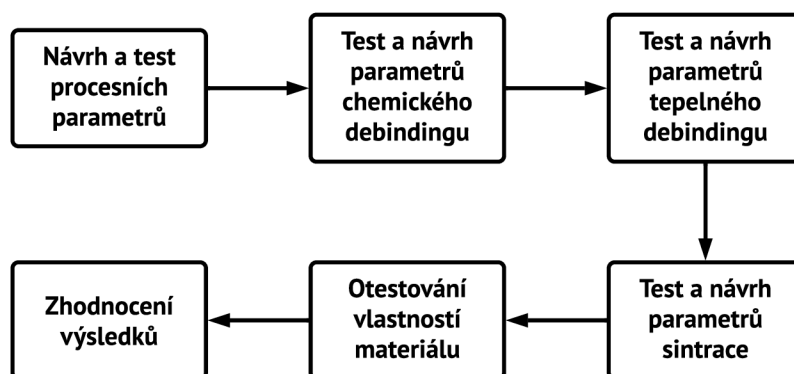 Návrh a test
procesních
parametrů
Test a návrh
parametrů
chemického
debindingu
Test a návrh
parametrů
tepelného
debindingu
Test a návrh
parametrů
sintrace
Otestování
vlastností
materiálu
Zhodnocení
výsledků